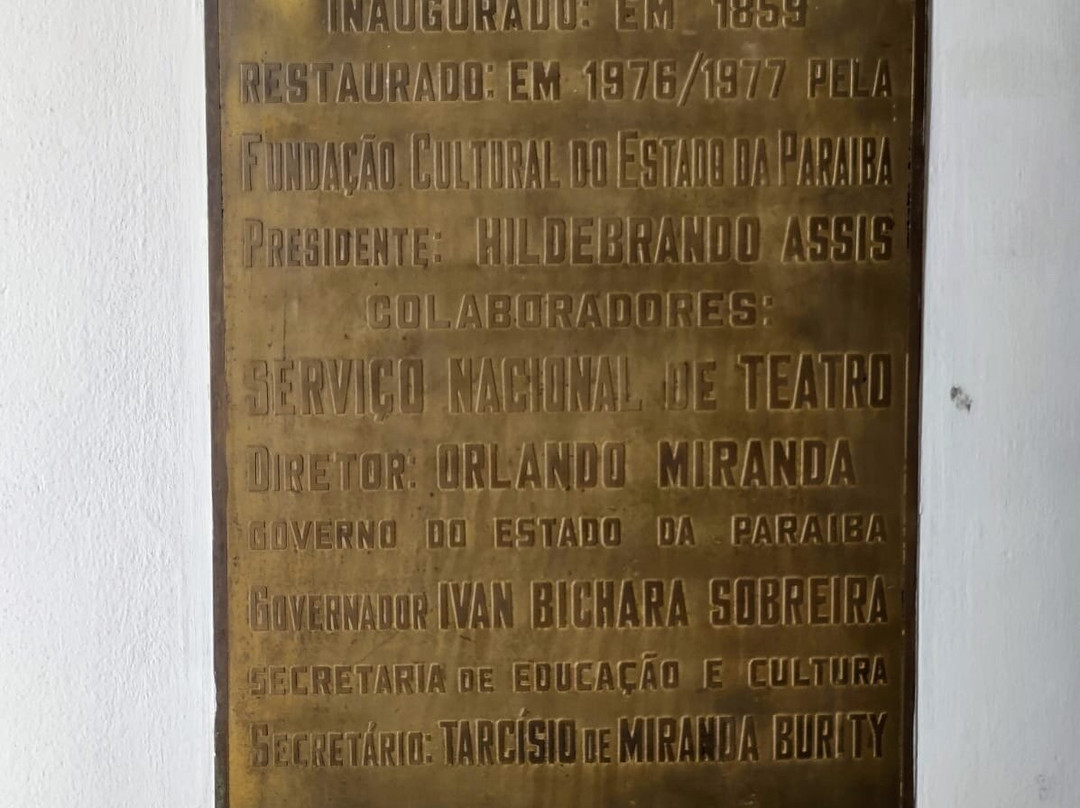 INAUGURADO: EM 1859
RESTAURADO: EM 1976/1977 PELA
FUNDAÇÃO CULTURAL DO ESTADO DA PARAIBA
PRESIDENTE: HILDEBRANDO ASSIS
COLABORADORES:
SERVIÇO NACIONAL DE TEATRO
DIRETOR: ORLANDO MIRANDA
GOVERNO DO ESTADO DA PARAIBA
GOVERNADOR IVAN BICHARA SOBREIRA
SECRETARIA DE EDUCAÇÃO E CULTURA
SECRETÁRIO: TARCÍSIO DE MIRANDA BURITY